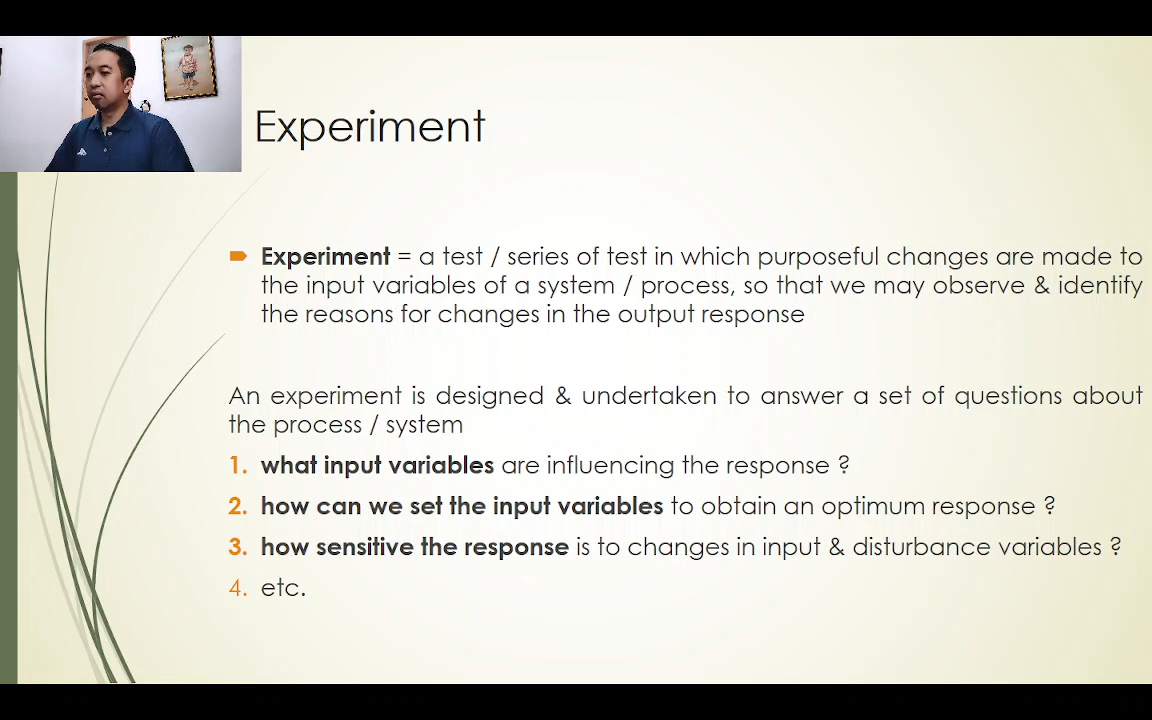 Experiment
Experiment = a test / series of test in which purposeful changes are made to
the input variables of a system / process, so that we may observe & identify
the reasons for changes in the output response
An experiment is designed & undertaken to answer a set of questions about
the process / system
1. what input variables are influencing the response ?
2. how can we set the input variables to obtain an optimum response ?
3. how sensitive the response is to changes in input & disturbance variables ?
4. etc.